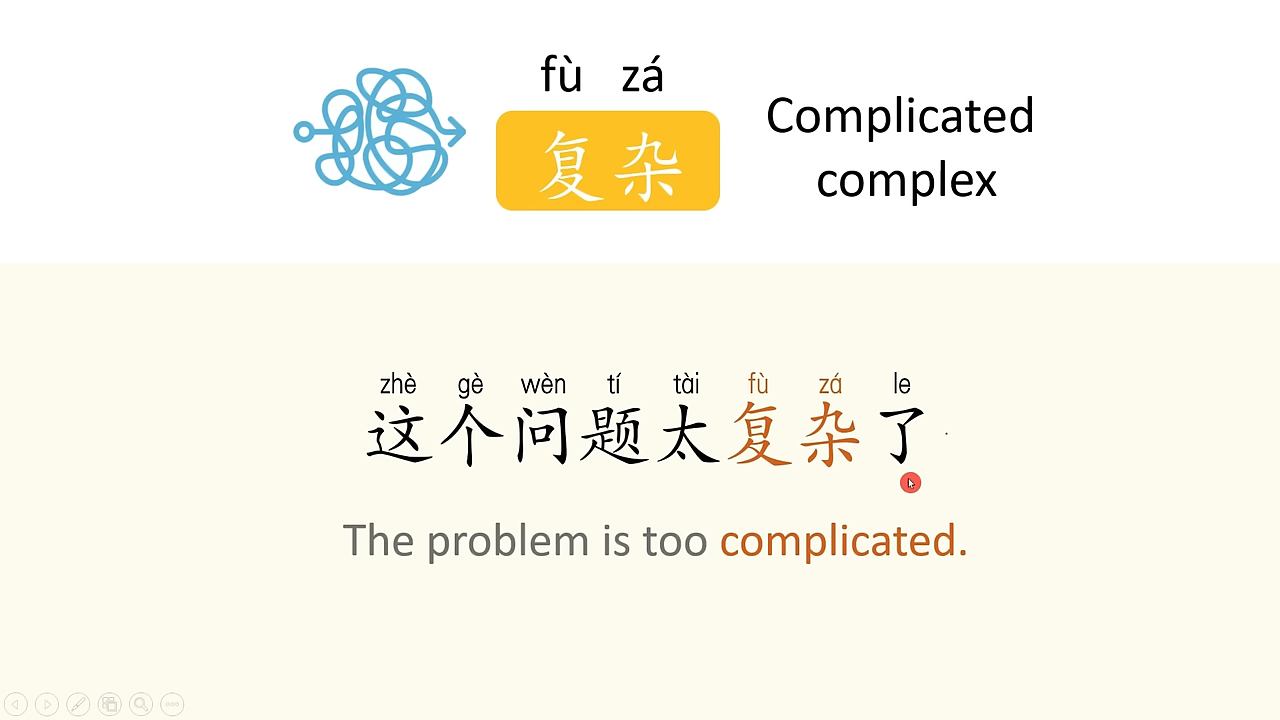 fù zá
复杂
Complicated
complex
zhè gè wèn tí tài fù zá le
这个问题太复杂了.
The problem is too complicated.